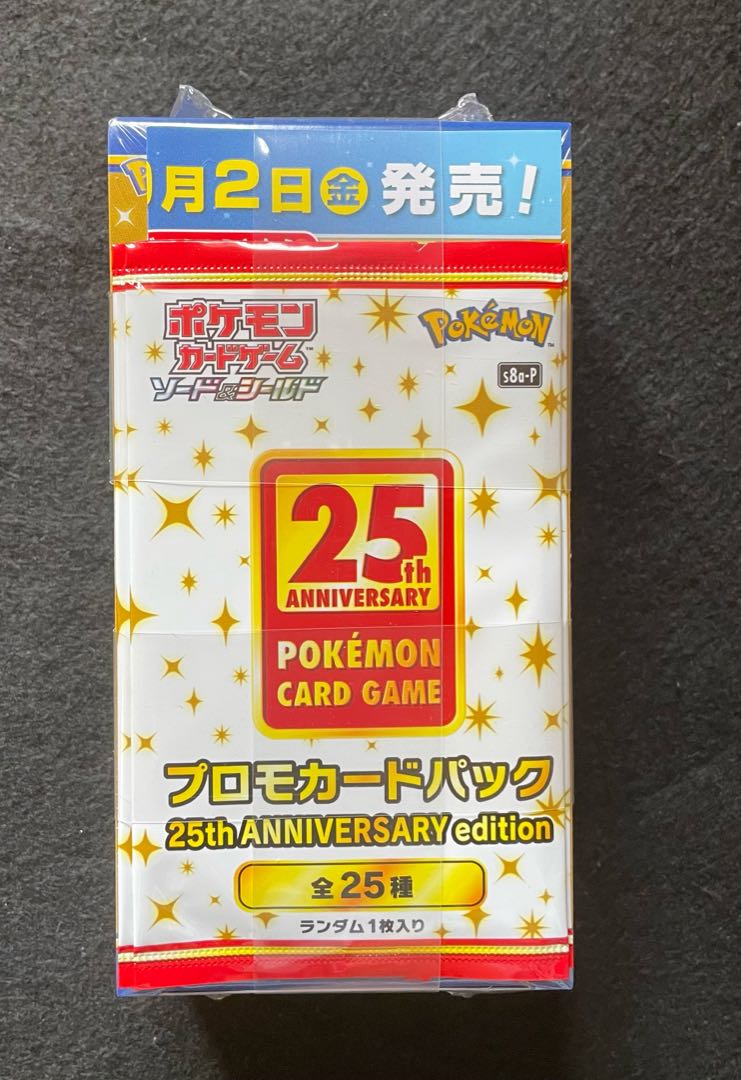 月2日㊎発売!
ポケモン
カードゲーム
ソード&シールド
Pokémon
s8a-P
25th
ANNIVERSARY
POKÉMON
CARD GAME
プロモカードパック
25th ANNIVERSARY edition
全25種
ランダム1枚入り